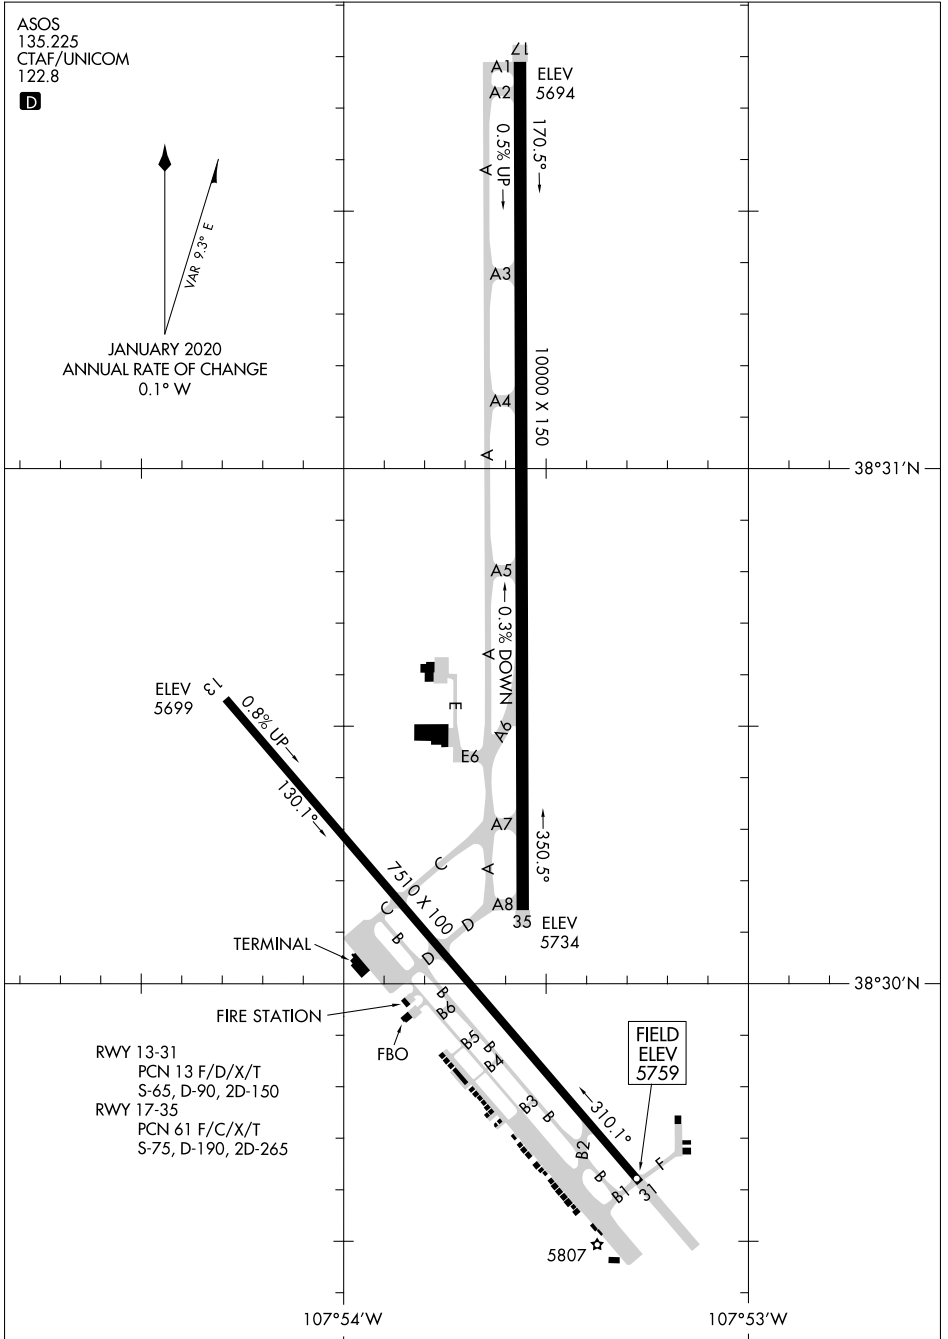 ASOS
135.225
CTAF/UNICOM
122.8
D
VAR 9.3° E
JANUARY 2020
ANNUAL RATE OF CHANGE
0.1° W
17
A1
ELEV
5694
A2
0.5% UP
170.5°
A
A3
10000 X 150
A4
A
38°31'N
A5
0.3% DOWN
A
E
A6
E6
13
ELEV
5699
0.8% UP
130.1°
A7
350.5°
C
A
7510 X 100
A8
35
ELEV
5734
C
B
D
D
TERMINAL
38°30'N
B
B6
FIRE STATION
FBO
B5
B
B4
FIELD
ELEV
5759
RWY 13-31
PCN 13 F/D/X/T
S-65, D-90, 2D-150
RWY 17-35
PCN 61 F/C/X/T
S-75, D-190, 2D-265
B3
B
310.1°
B2
F
B
B1
31
5807
107°54'W
107°53'W